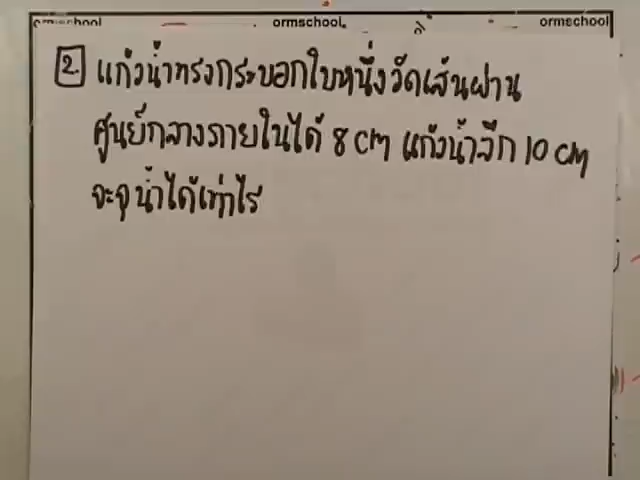 ormschool ormschool ormschool
2. แก้วน้ำทรงกระบอกใบหนึ่งวัดเส้นผ่าน
ศูนย์กลางภายในได้ 8 cm แก้วน้ำลึก 10 cm
จะจุน้ำได้เท่าไร